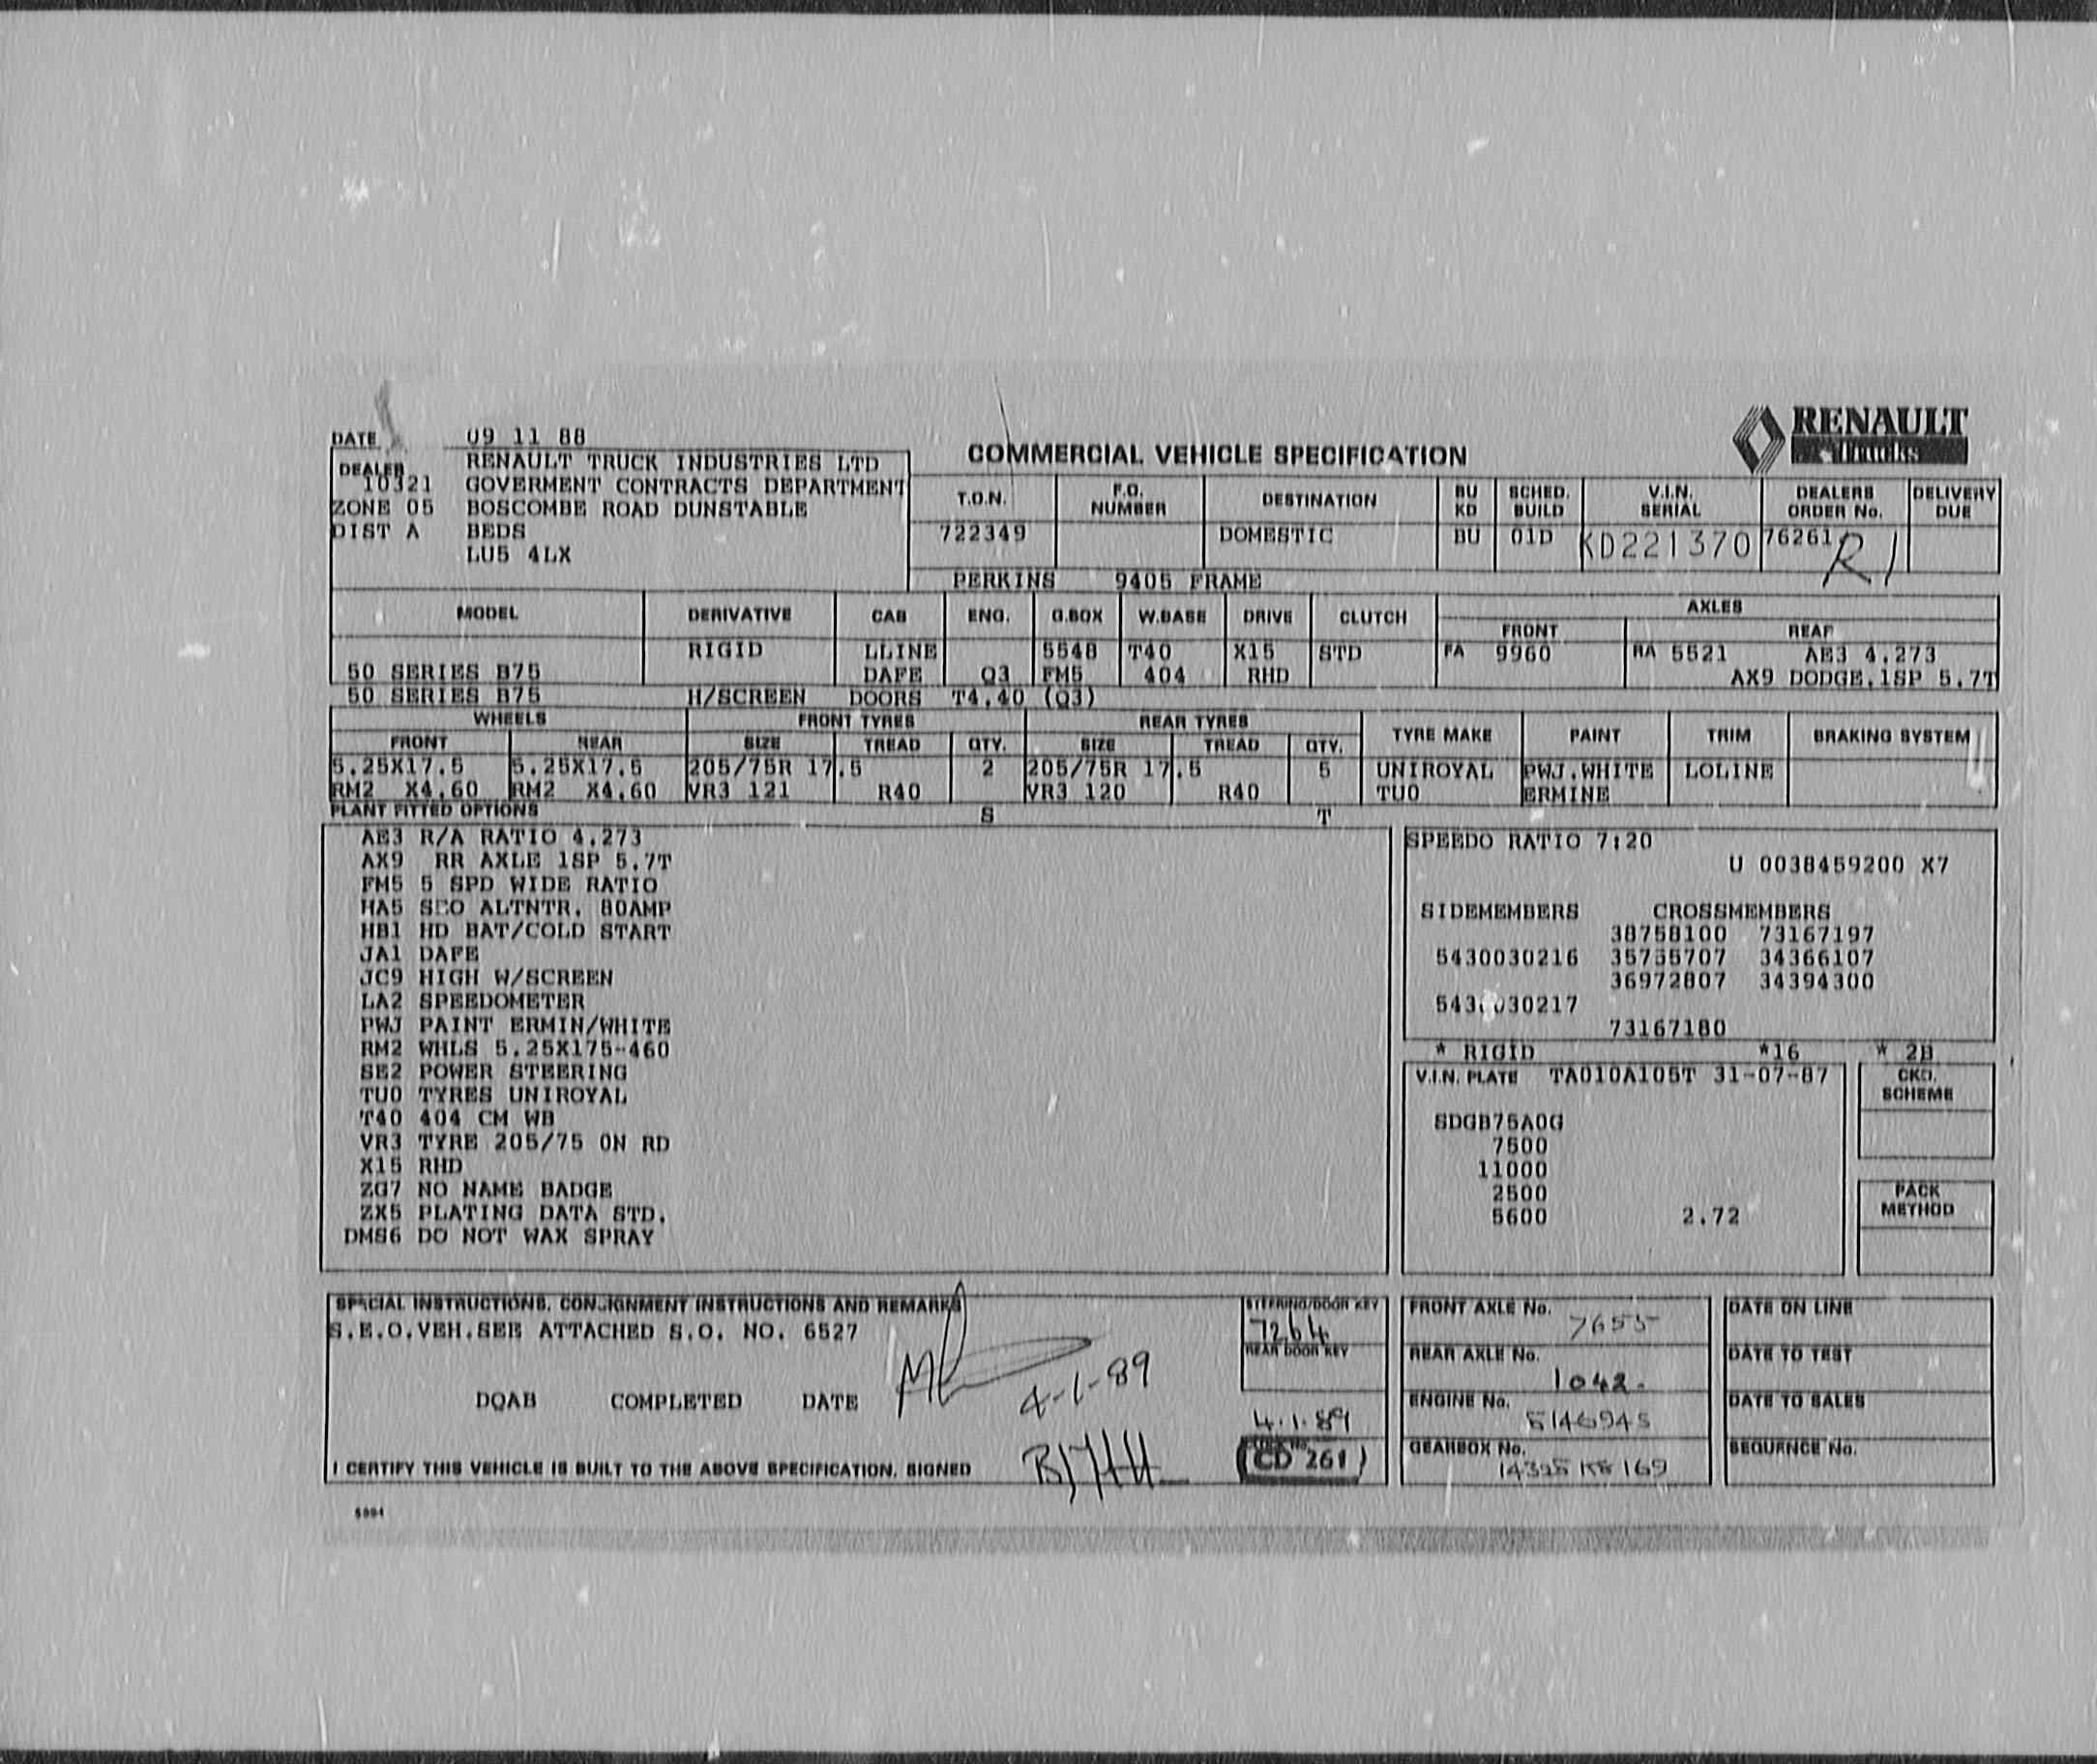 RENAULT
Trucks
DATE 09 11 88
COMMERCIAL VEHICLE SPECIFICATION
DEALER RENAULT TRUCK INDUSTRIES LTD
10321 GOVERMENT CONTRACTS DEPARTMENT
ZONE 05 BOSCOMBE ROAD DUNSTABLE
DIST A BEDS
LU5 4LX
T.O.N. F.O. NUMBER DESTINATION BU KD SCHED. BUILD V.I.N. SERIAL DEALERS ORDER No. DELIVERY DUE
722349 DOMESTIC BU 01D KD221370 76261 R1
PERKINS 9405 FRAME
MODEL DERIVATIVE CAB ENG. G.BOX W.BASE DRIVE CLUTCH AXLES
FRONT REAR
RIGID LLINE 5548 T40 X15 STD FA 9960 RA 5521 AE3 4.273
50 SERIES B75 DAFE Q3 FM5 404 RHD AX9 DODGE,1SP 5.7T
50 SERIES B75 H/SCREEN DOORS T4.40 (Q3)
WHEELS FRONT TYRES REAR TYRES TYRE MAKE PAINT TRIM BRAKING SYSTEM
FRONT REAR SIZE TREAD QTY. SIZE TREAD QTY.
5.25X17.5 5.25X17.5 205/75R 17.5 2 205/75R 17.5 5 UNIROYAL PWJ.WHITE LOLINE
RM2 X4.60 RM2 X4.60 VR3 121 R40 VR3 120 R40 TU0 ERMINE
PLANT FITTED OPTIONS S T
AE3 R/A RATIO 4.273
AX9 RR AXLE 1SP 5.7T
FM5 5 SPD WIDE RATIO
HA5 SEO ALTNTR. 80AMP
HB1 HD BAT/COLD START
JA1 DAFE
JC9 HIGH W/SCREEN
LA2 SPEEDOMETER
PWJ PAINT ERMIN/WHITE
RM2 WHLS 5.25X175-460
SE2 POWER STEERING
TU0 TYRES UNIROYAL
T40 404 CM WB
VR3 TYRE 205/75 ON RD
X15 RHD
ZG7 NO NAME BADGE
ZX5 PLATING DATA STD.
DMS6 DO NOT WAX SPRAY
SPEEDO RATIO 7:20
U 0038459200 X7
SIDEMEMBERS CROSSMEMBERS
38758100 73167197
5430030216 35735707 34366107
36972807 34394300
5430030217
73167180
* RIGID *16 * 2B
V.I.N. PLATE TA010A105T 31-07-87
CKD. SCHEME
SDGB75A0G
7500
11000
2500
5600 2.72
PACK METHOD
SPECIAL INSTRUCTIONS, CONSIGNMENT INSTRUCTIONS AND REMARKS
S.E.O.VEH.SEE ATTACHED S.O. NO. 6527
DQAB COMPLETED DATE 4-1-89
I CERTIFY THIS VEHICLE IS BUILT TO THE ABOVE SPECIFICATION. SIGNED
STEERING/DOOR KEY
7264
REAR DOOR KEY
4.1.89
CD 261
FRONT AXLE No. 7655
REAR AXLE No. 1042.
ENGINE No.
GEARBOX No.
DATE ON LINE
DATE TO TEST
DATE TO SALES
SEQUENCE No.